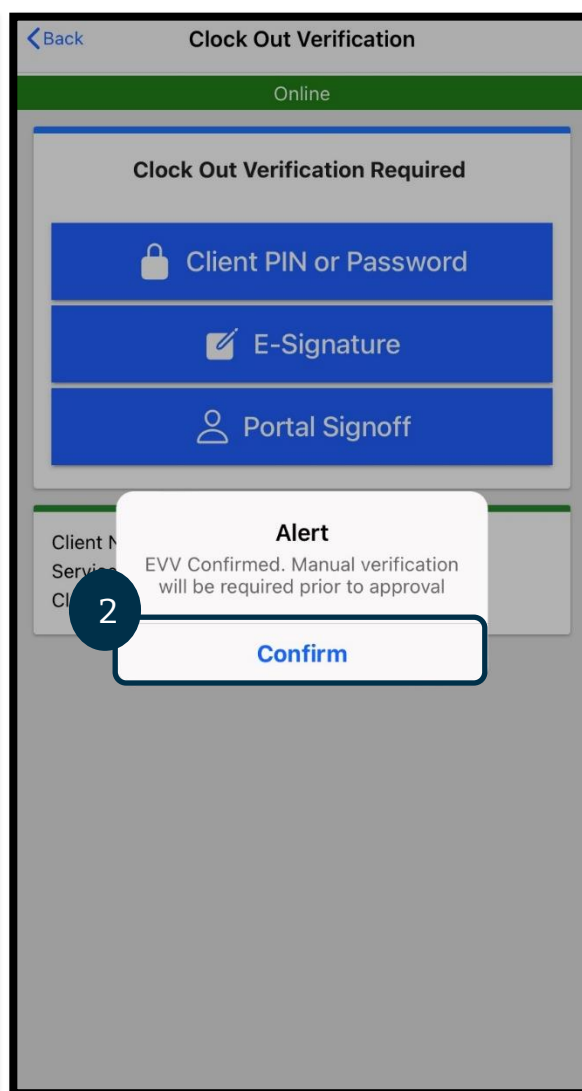 Back Clock Out Verification
Online
Clock Out Verification Required
Client PIN or Password
E-Signature
Portal Signoff
Client
Alert
EVV Confirmed. Manual verification
will be required prior to approval
2
Confirm